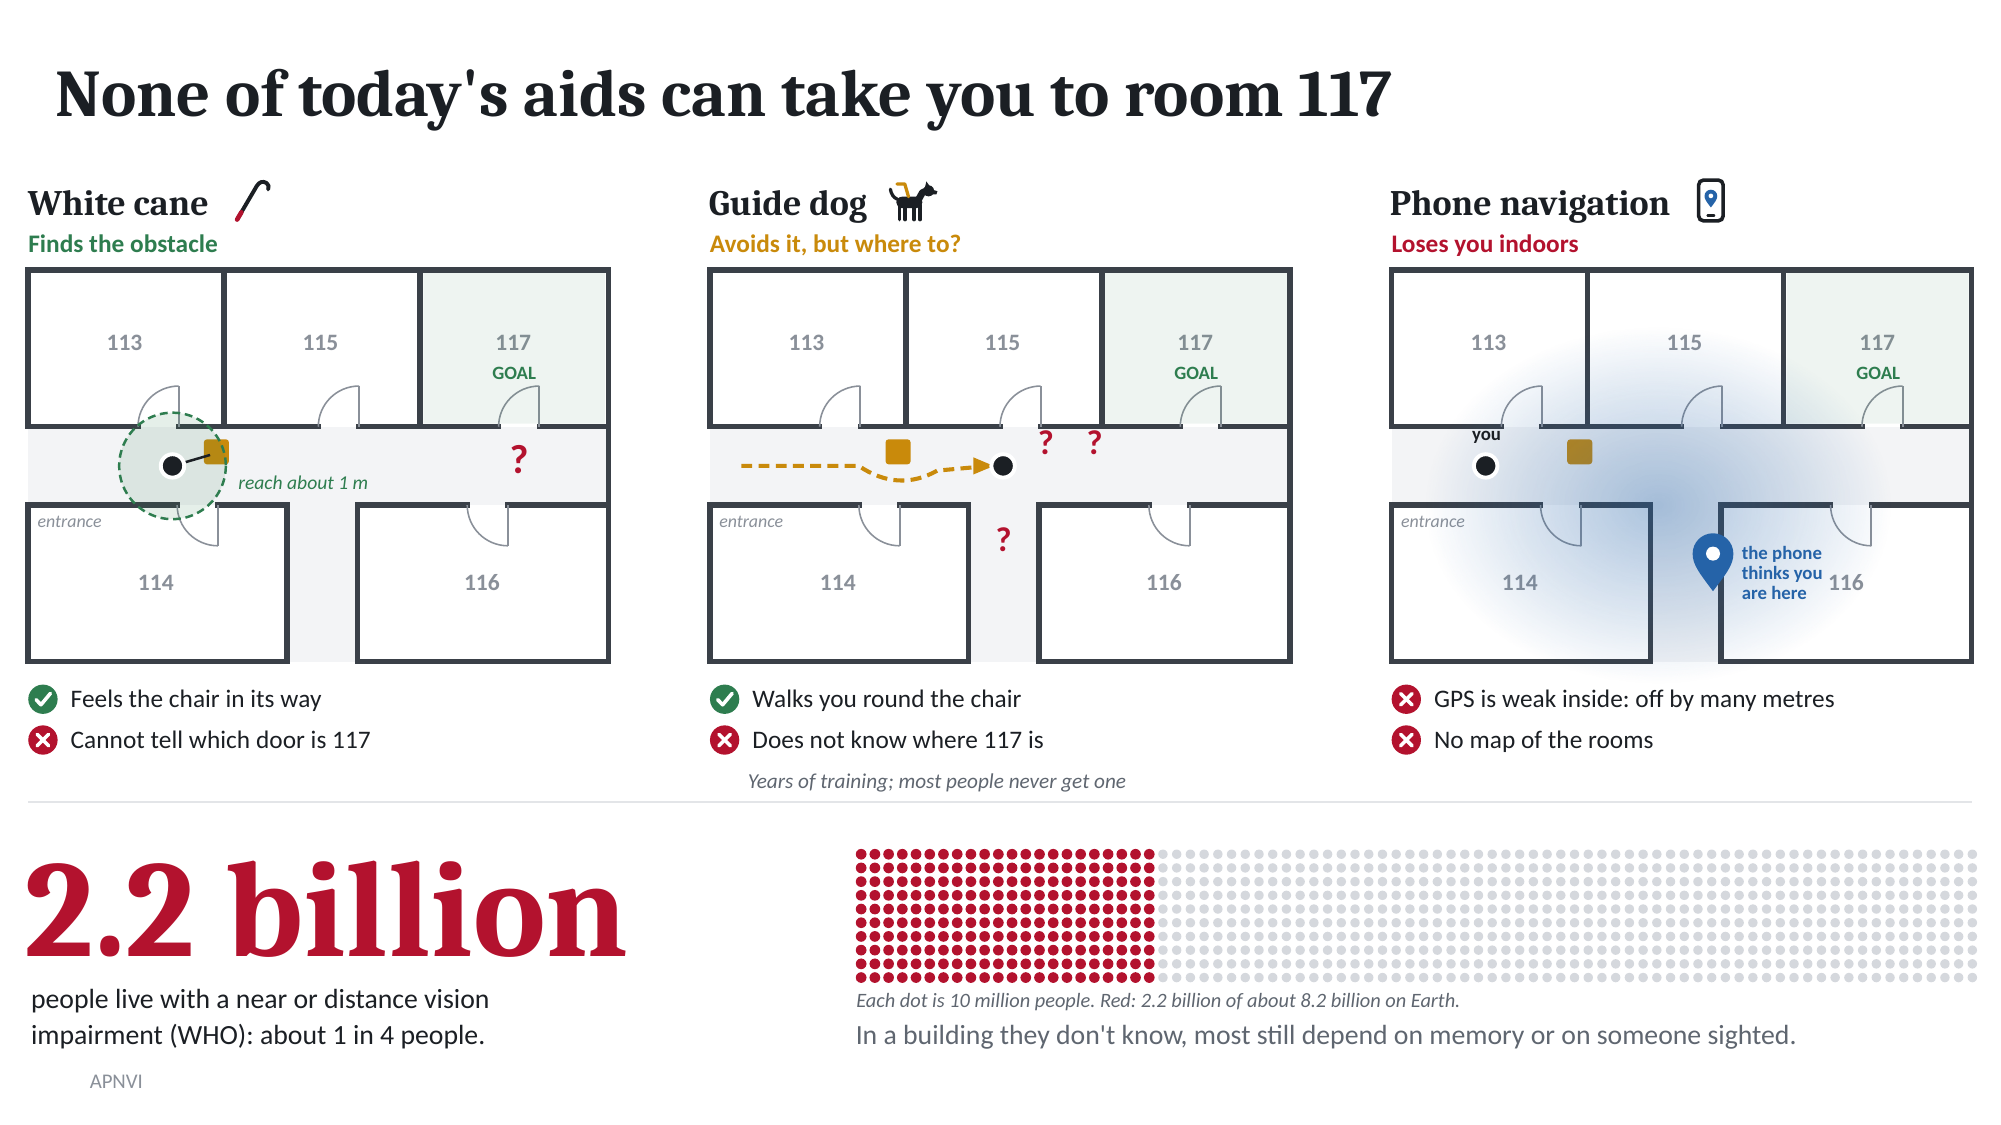 None of today's aids can take you to room 117
White cane
Finds the obstacle
113
115
117
GOAL
?
reach about 1 m
entrance
114
116
Feels the chair in its way
Cannot tell which door is 117
Guide dog
Avoids it, but where to?
113
115
117
GOAL
? ?
entrance
?
114
116
Walks you round the chair
Does not know where 117 is
Years of training; most people never get one
Phone navigation
Loses you indoors
113
115
117
GOAL
you
entrance
the phone
thinks you
are here
114
116
GPS is weak inside: off by many metres
No map of the rooms
2.2 billion
people live with a near or distance vision
impairment (WHO): about 1 in 4 people.
Each dot is 10 million people. Red: 2.2 billion of about 8.2 billion on Earth.
In a building they don't know, most still depend on memory or on someone sighted.
APNVI